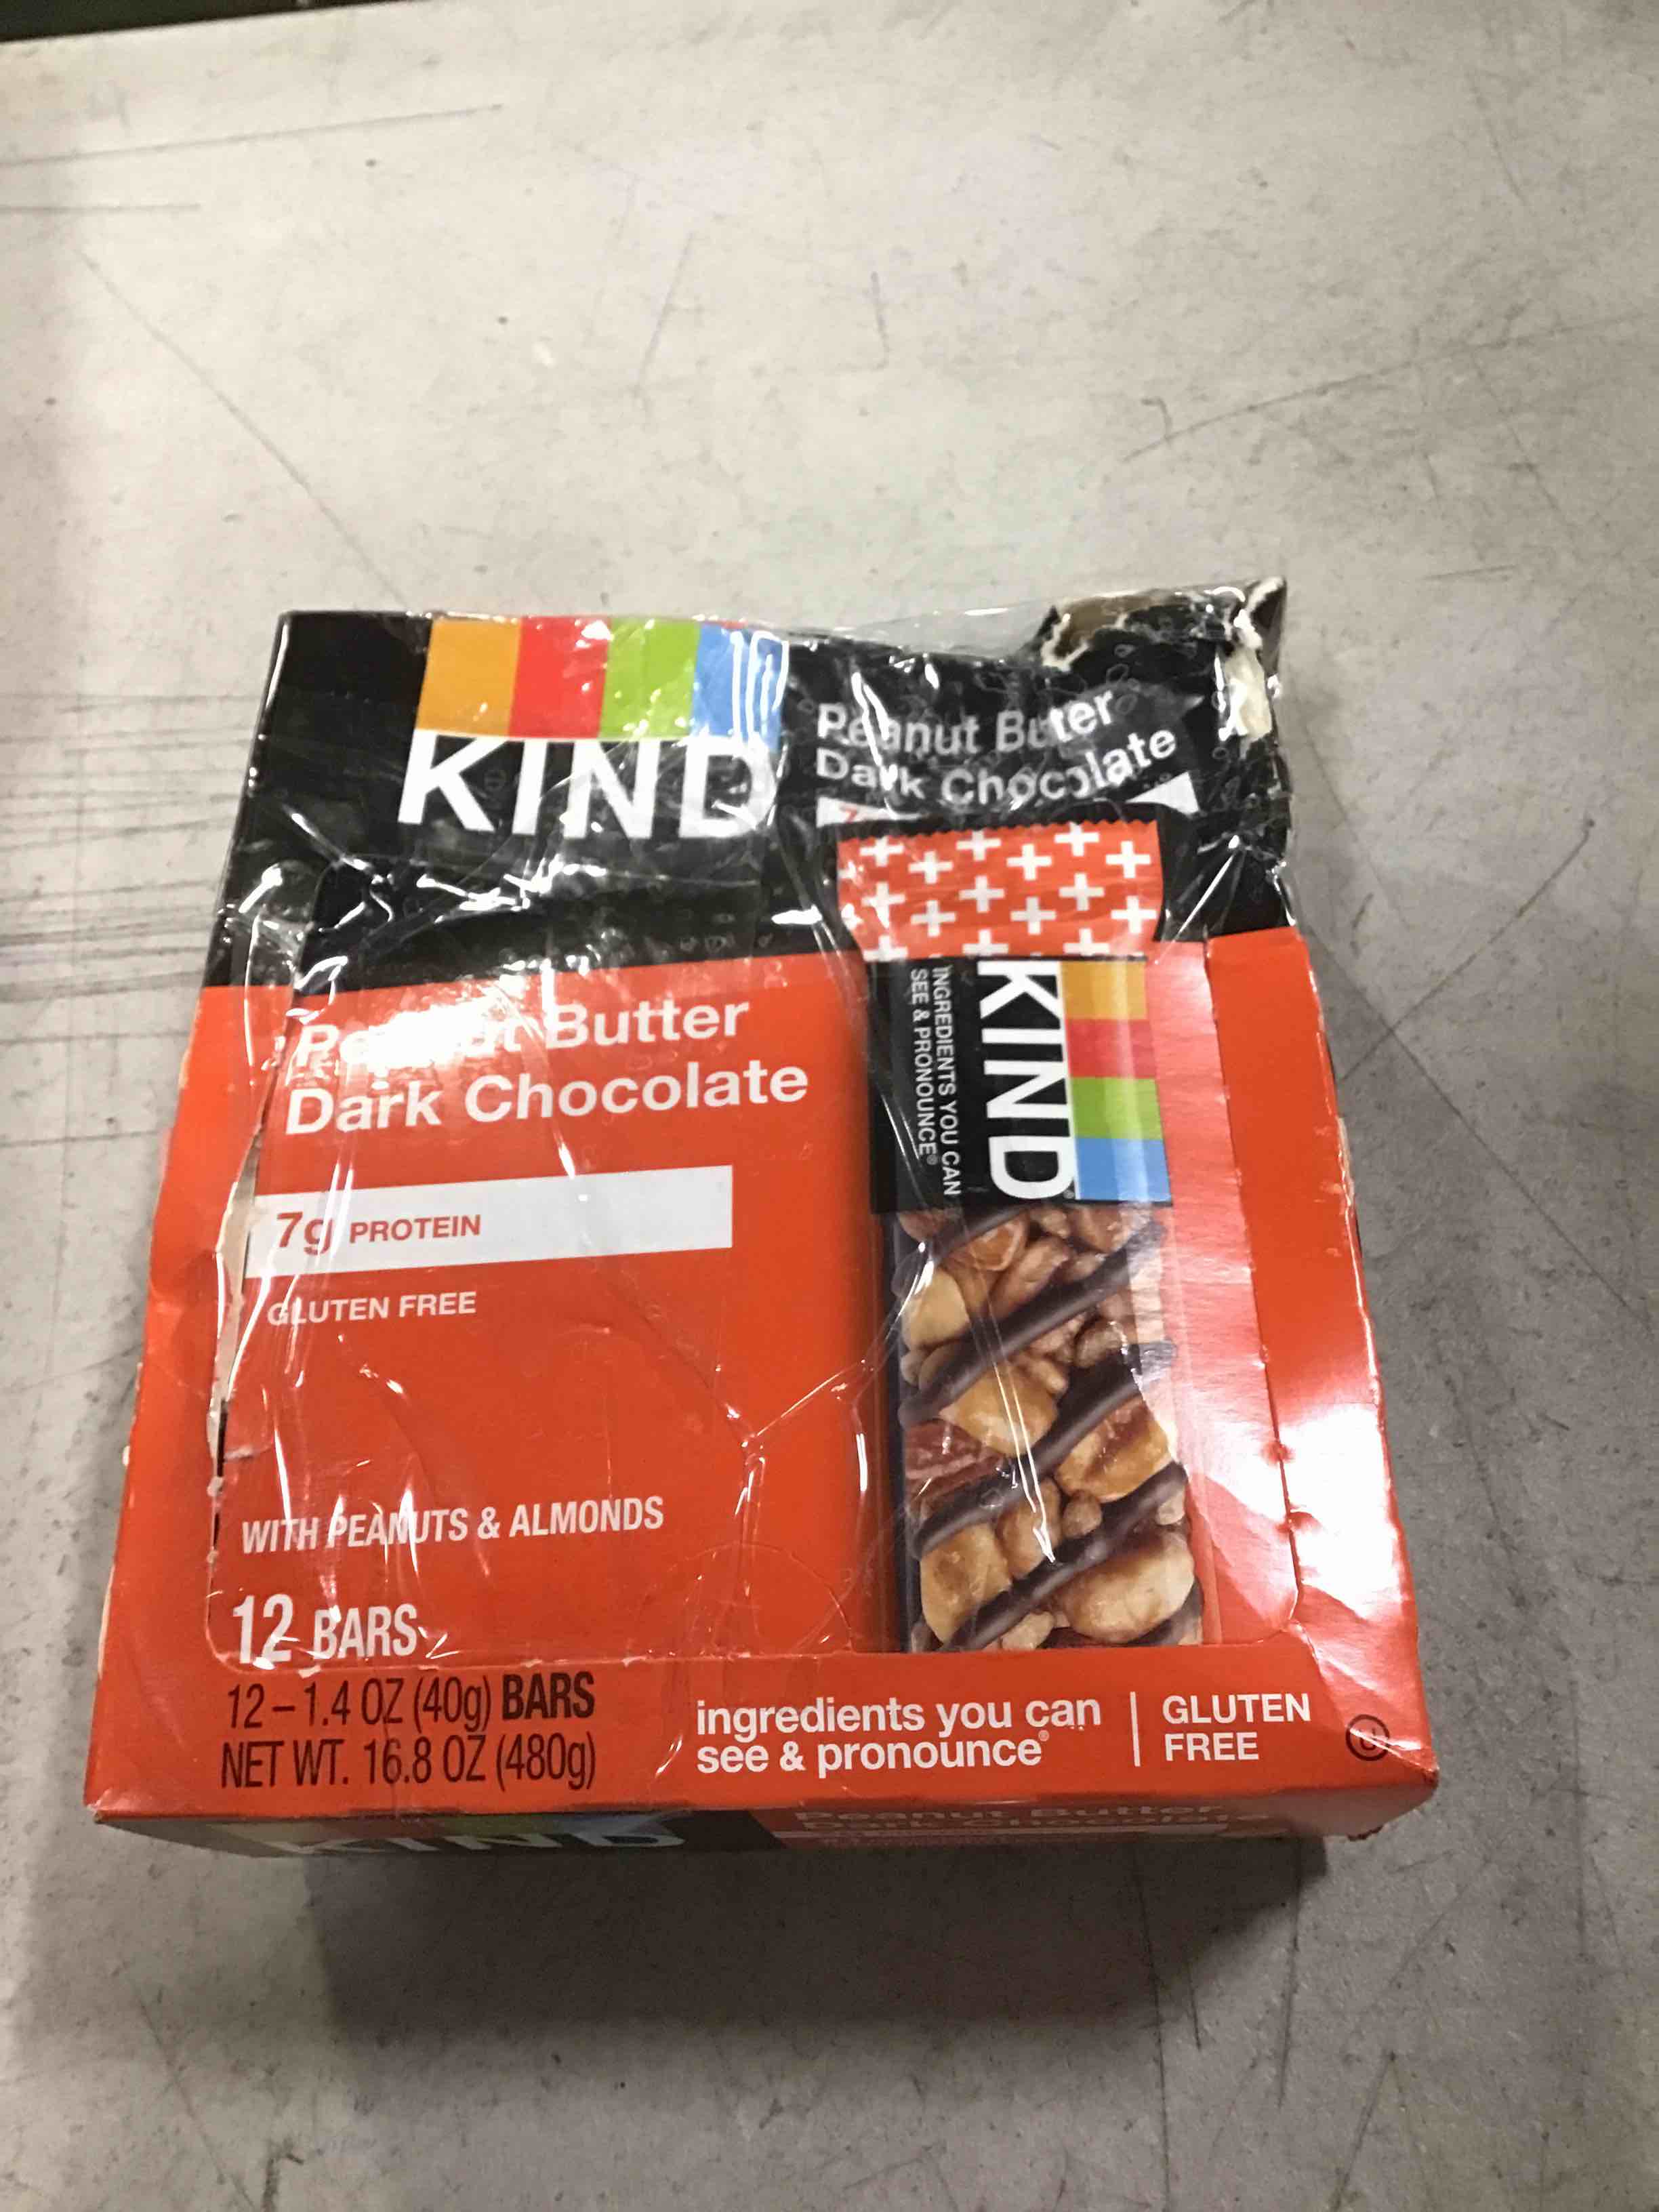 KIND
Peanut Butter
Dark Chocolate
Butter
Dark Chocolate
7g PROTEIN
GLUTEN FREE
WITH PEANUTS & ALMONDS
12 BARS
12 – 1.4 OZ (40g) BARS
NET WT. 16.8 OZ (480g)
KIND
INGREDIENTS YOU CAN
SEE & PRONOUNCE®
ingredients you can
see & pronounce®
GLUTEN
FREE
U
KIND
Peanut Butter